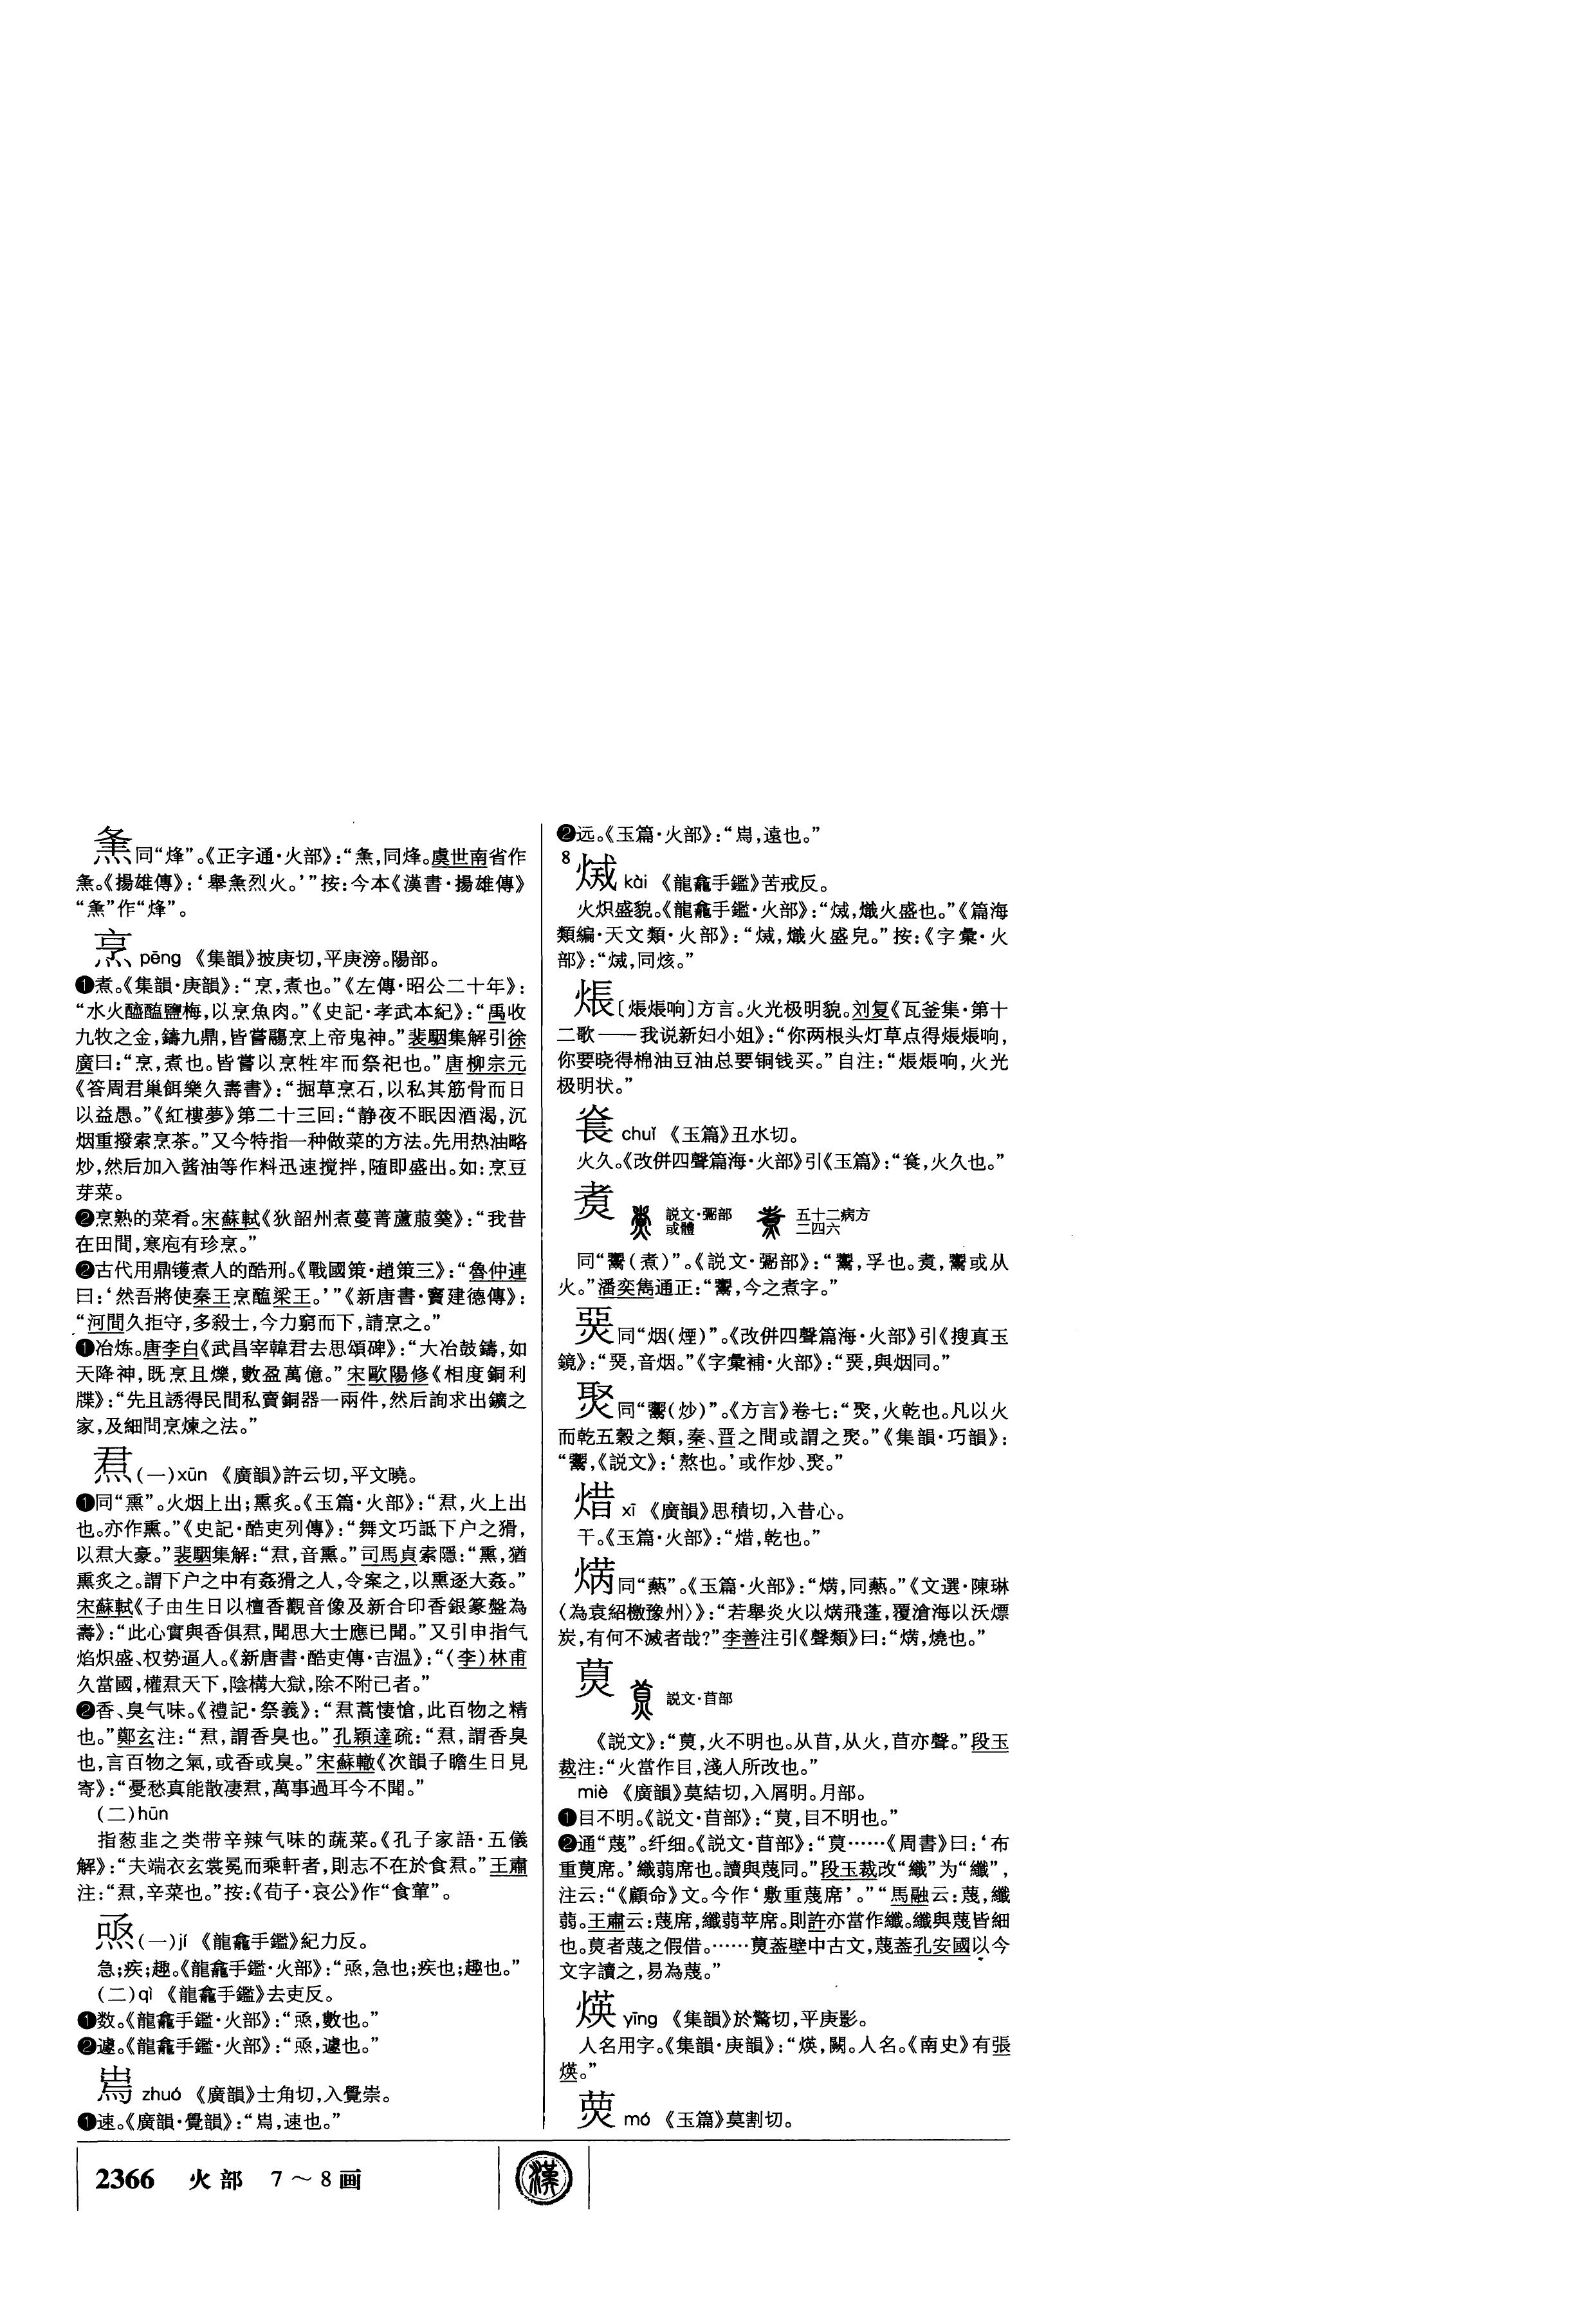 㷭同“烽”。《正字通·火部》：“㷭，同烽。虞世南省作
㷭。《揚雄傳》：‘舉㷭烈火。’”按：今本《漢書·揚雄傳》
“㷭”作“烽”。
烹 pēng 《集韻》披庚切，平庚滂。陽部。
❶煮。《集韻·庚韻》：“烹，煮也。”《左傳·昭公二十年》：
“水火醯醢鹽梅，以烹魚肉。”《史記·孝武本紀》：“禹收
九牧之金，鑄九鼎，皆嘗鬺烹上帝鬼神。”裴駰集解引徐
廣曰：“烹，煮也。皆嘗以烹牲牢而祭祀也。”唐柳宗元
《答周君巢餌樂久壽書》：“掘草烹石，以私其筋骨而日
以益愚。”《紅樓夢》第二十三回：“静夜不眠因酒渴，沉
烟重撥索烹茶。”又今特指一种做菜的方法。先用热油略
炒，然后加入酱油等作料迅速搅拌，随即盛出。如：烹豆
芽菜。
❷烹熟的菜肴。宋蘇軾《狄韶州煮蔓菁蘆菔羹》：“我昔
在田間，寒庖有珍烹。”
❷古代用鼎镬煮人的酷刑。《戰國策·趙策三》：“魯仲連
曰：‘然吾將使秦王烹醢梁王。’”《新唐書·竇建德傳》：
“河間久拒守，多殺士，今力窮而下，請烹之。”
❶冶炼。唐李白《武昌宰韓君去思頌碑》：“大冶鼓鑄，如
天降神，既烹且爍，數盈萬億。”宋歐陽修《相度銅利
牒》：“先且誘得民間私賣銅器一兩件，然后詢求出鑛之
家，及細問烹煉之法。”
焄(一)xūn 《廣韻》許云切，平文曉。
❶同“熏”。火烟上出；熏炙。《玉篇·火部》：“焄，火上出
也。亦作熏。”《史記·酷吏列傳》：“舞文巧詆下户之猾，
以焄大豪。”裴駰集解：“焄，音熏。”司馬貞索隱：“熏，猶
熏炙之。謂下户之中有姦猾之人，令案之，以熏逐大姦。”
宋蘇軾《子由生日以檀香觀音像及新合印香銀篆盤為
壽》：“此心實與香俱焄，聞思大士應已聞。”又引申指气
焰炽盛、权势逼人。《新唐書·酷吏傳·吉温》：“(李)林甫
久當國，權焄天下，陰構大獄，除不附己者。”
❷香、臭气味。《禮記·祭義》：“焄蒿悽愴，此百物之精
也。”鄭玄注：“焄，謂香臭也。”孔穎達疏：“焄，謂香臭
也，言百物之氣，或香或臭。”宋蘇轍《次韻子瞻生日見
寄》：“憂愁真能散凄焄，萬事過耳今不聞。”
(二)hūn
指葱韭之类带辛辣气味的蔬菜。《孔子家語·五儀
解》：“夫端衣玄裳冕而乘軒者，則志不在於食焄。”王肅
注：“焄，辛菜也。”按：《荀子·哀公》作“食葷”。
焏(一)jí 《龍龕手鑑》紀力反。
急；疾；趣。《龍龕手鑑·火部》：“焏，急也；疾也；趣也。”
(二)qì 《龍龕手鑑》去吏反。
❶数。《龍龕手鑑·火部》：“焏，數也。”
❷遽。《龍龕手鑑·火部》：“焏，遽也。”
zhuó 《廣韻》士角切，入覺崇。
❶速。《廣韻·覺韻》：“，速也。”
❷远。《玉篇·火部》：“，遠也。”
8
kài 《龍龕手鑑》苦戒反。
火炽盛貌。《龍龕手鑑·火部》：“，熾火盛也。”《篇海
類編·天文類·火部》：“，熾火盛皃。”按：《字彙·火
部》：“，同烗。”
㷃〔㷃㷃响〕方言。火光极明貌。刘复《瓦釜集·第十
二歌——我说新妇小姐》：“你两根头灯草点得㷃㷃响，
你要晓得棉油豆油总要铜钱买。”自注：“㷃㷃响，火光
极明状。”
chuǐ 《玉篇》丑水切。
火久。《改併四聲篇海·火部》引《玉篇》：“，火久也。”
䰞 説文·弼部 五十二病方
或體 二四六
同“鬻(煮)”。《説文·弼部》：“，孚也。，或从
火。”潘奕雋通正：“，今之煮字。”
同“烟(煙)”。《改併四聲篇海·火部》引《搜真玉
鏡》：“，音烟。”《字彙補·火部》：“，與烟同。”
焣同“(炒)”。《方言》卷七：“焣，火乾也。凡以火
而乾五穀之類，秦、晋之間或謂之焣。”《集韻·巧韻》：
“，《説文》：‘熬也。’或作炒、焣。”
焟 xī 《廣韻》思積切，入昔心。
干。《玉篇·火部》：“焟，乾也。”
焫同“爇”。《玉篇·火部》：“焫，同爇。”《文選·陳琳
〈為袁紹檄豫州〉》：“若舉炎火以焫飛蓬，覆滄海以沃熛
炭，有何不滅者哉?”李善注引《聲類》曰：“焫，燒也。”
莧 説文·苜部
《説文》：“，火不明也。从苜，从火，苜亦聲。”段玉
裁注：“火當作目，淺人所改也。”
miè 《廣韻》莫結切，入屑明。月部。
❶目不明。《説文·苜部》：“，目不明也。”
❷通“蔑”。纤细。《説文·苜部》：“……《周書》曰：‘布
重席。’織蒻席也。讀與蔑同。”段玉裁改“織”为“纖”，
注云：“《顧命》文。今作‘敷重蔑席’。”“馬融云：蔑，纖
蒻。王肅云：蔑席，纖蒻苹席。則許亦當作纖。纖與蔑皆細
也。者蔑之假借。……蓋壁中古文，蔑蓋孔安國以今
文字讀之，易為蔑。”
煐 yīng 《集韻》於驚切，平庚影。
人名用字。《集韻·庚韻》：“煐，闕。人名。《南史》有張
煐。”
mó 《玉篇》莫割切。
2366 火部 7～8画
漢